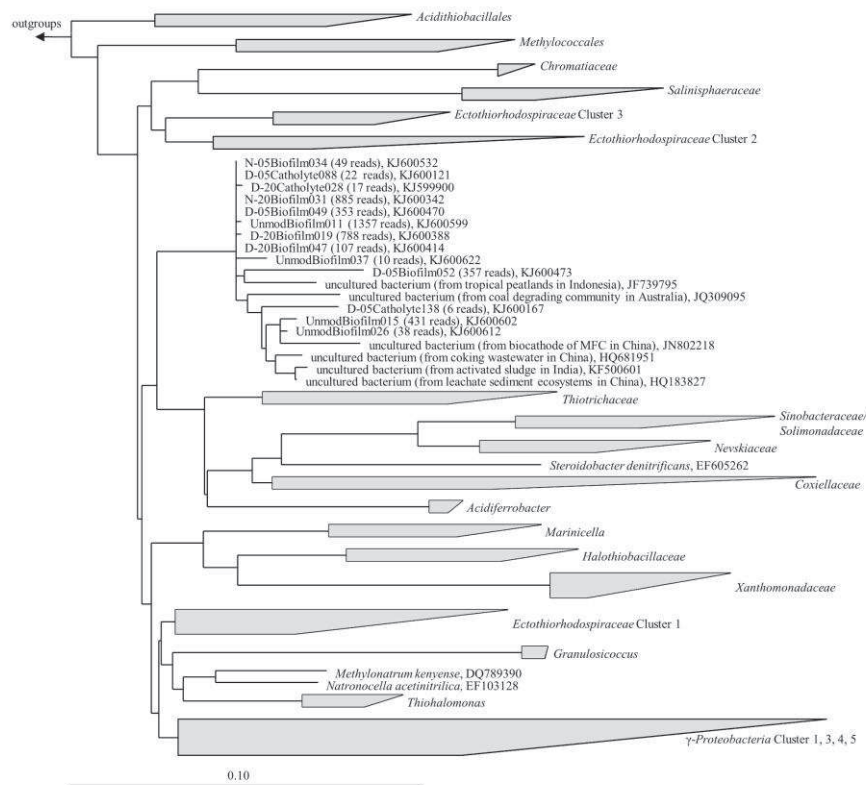 outgroups
Acidithiobacillales
Methylococcales
Chromatiaceae
Salinisphaeraceae
Ectothiorhodospiraceae Cluster 3
Ectothiorhodospiraceae Cluster 2
N-05Biofilm034 (49 reads), KJ600532
D-05Catholyte088 (22 reads), KJ600121
D-20Catholyte028 (17 reads), KJ599900
N-20Biofilm031 (885 reads), KJ600342
D-05Biofilm049 (353 reads), KJ600470
UnmodBiofilm011 (1357 reads), KJ600599
D-20Biofilm019 (788 reads), KJ600388
D-20Biofilm047 (107 reads), KJ600414
UnmodBiofilm037 (10 reads), KJ600622
D-05Biofilm052 (357 reads), KJ600473
uncultured bacterium (from tropical peatlands in Indonesia), JF739795
uncultured bacterium (from coal degrading community in Australia), JQ309095
D-05Catholyte138 (6 reads), KJ600167
UnmodBiofilm015 (431 reads), KJ600602
UnmodBiofilm026 (38 reads), KJ600612
uncultured bacterium (from biocathode of MFC in China), JN802218
uncultured bacterium (from coking wastewater in China), HQ681951
uncultured bacterium (from activated sludge in India), KF500601
uncultured bacterium (from leachate sediment ecosystems in China), HQ183827
Thiotrichaceae
Sinobacteraceae/
Solimonadaceae
Nevskiaceae
Steroidobacter denitrificans, EF605262
Coxiellaceae
Acidiferrobacter
Marinicella
Halothiobacillaceae
Xanthomonadaceae
Ectothiorhodospiraceae Cluster 1
Granulosicoccus
Methylonatrum kenyense, DQ789390
Natronocella acetinitrilica, EF103128
Thiohalomonas
γ-Proteobacteria Cluster 1, 3, 4, 5
0.10